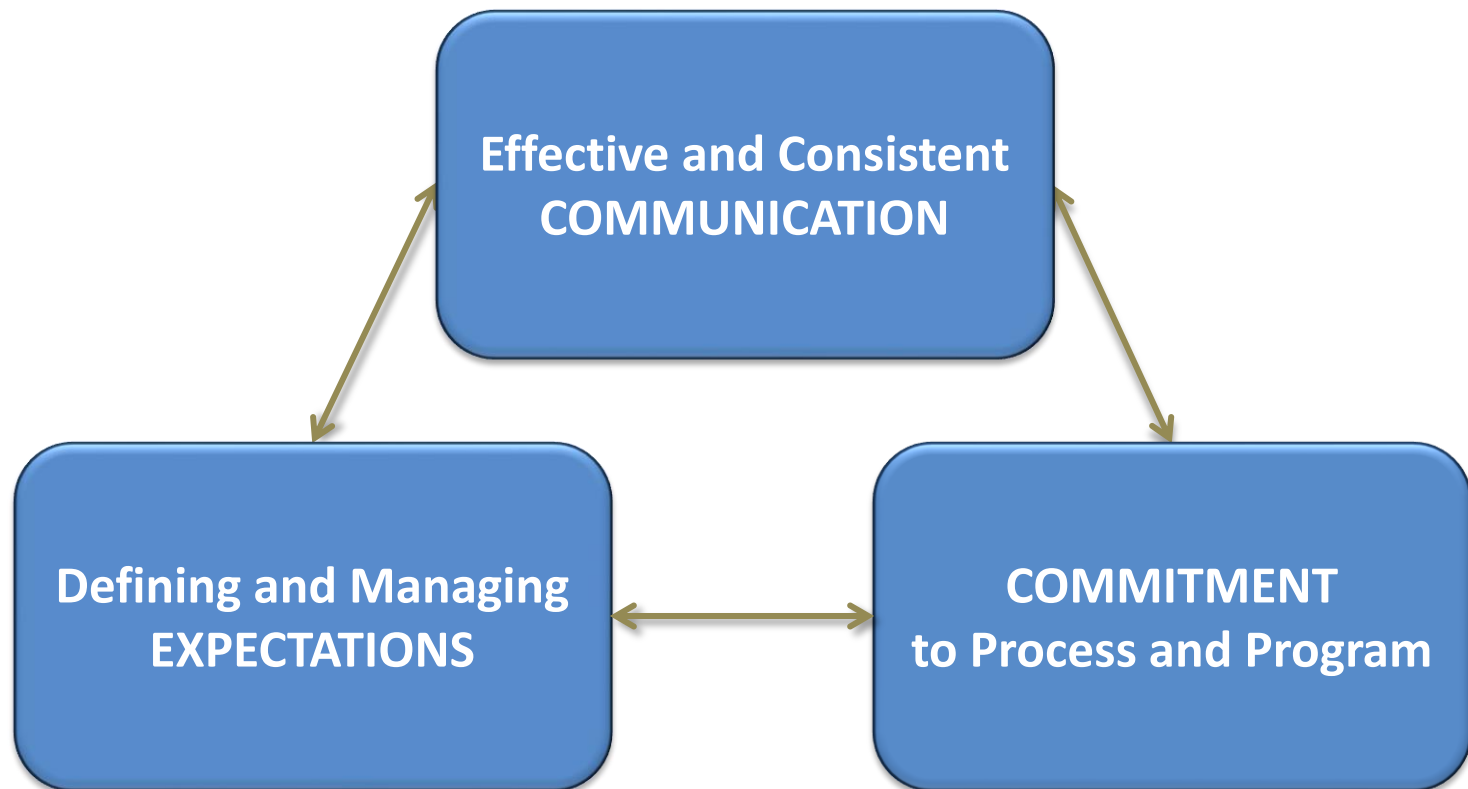 Effective and Consistent
COMMUNICATION
Defining and Managing
EXPECTATIONS
COMMITMENT
to Process and Program